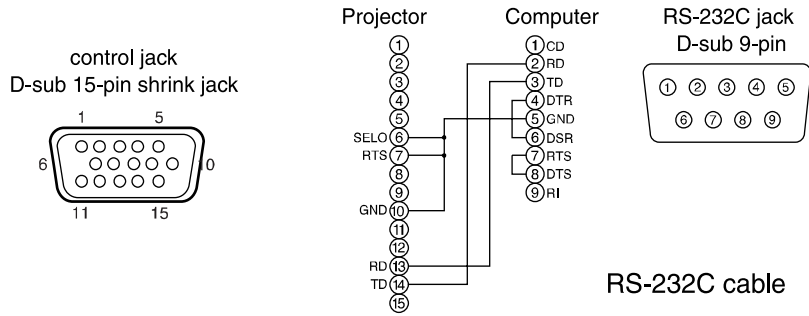 control jack
D-sub 15-pin shrink jack
1 5
6 10
11 15
Projector
1
2
3
4
5
SELO 6
RTS 7
8
9
GND 10
11
12
RD 13
TD 14
15
Computer
1 CD
2 RD
3 TD
4 DTR
5 GND
6 DSR
7 RTS
8 DTS
9 RI
RS-232C jack
D-sub 9-pin
1 2 3 4 5
6 7 8 9
RS-232C cable